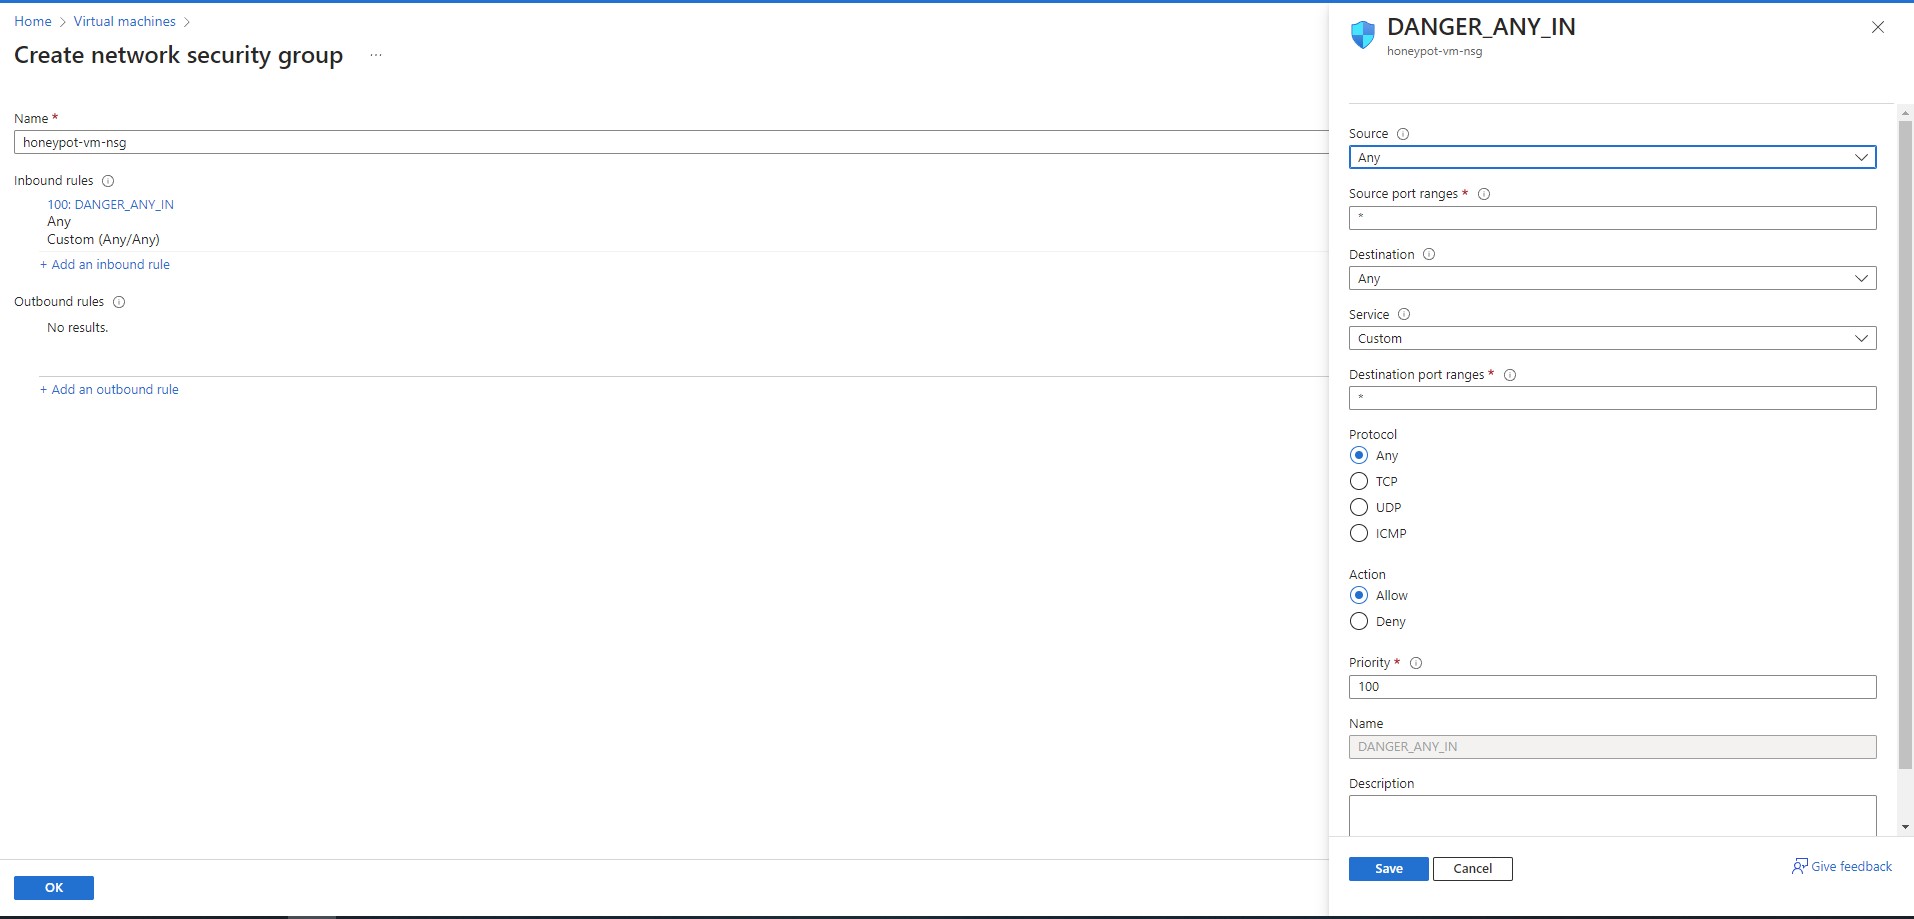 Home > Virtual machines >
Create network security group ...
Name *
honeypot-vm-nsg
Inbound rules
100: DANGER_ANY_IN
Any
Custom (Any/Any)
+ Add an inbound rule
Outbound rules
No results.
+ Add an outbound rule
OK
DANGER_ANY_IN
honeypot-vm-nsg
Source
Any
Source port ranges *
*
Destination
Any
Service
Custom
Destination port ranges *
*
Protocol
Any
TCP
UDP
ICMP
Action
Allow
Deny
Priority *
100
Name
DANGER_ANY_IN
Description
Save Cancel Give feedback